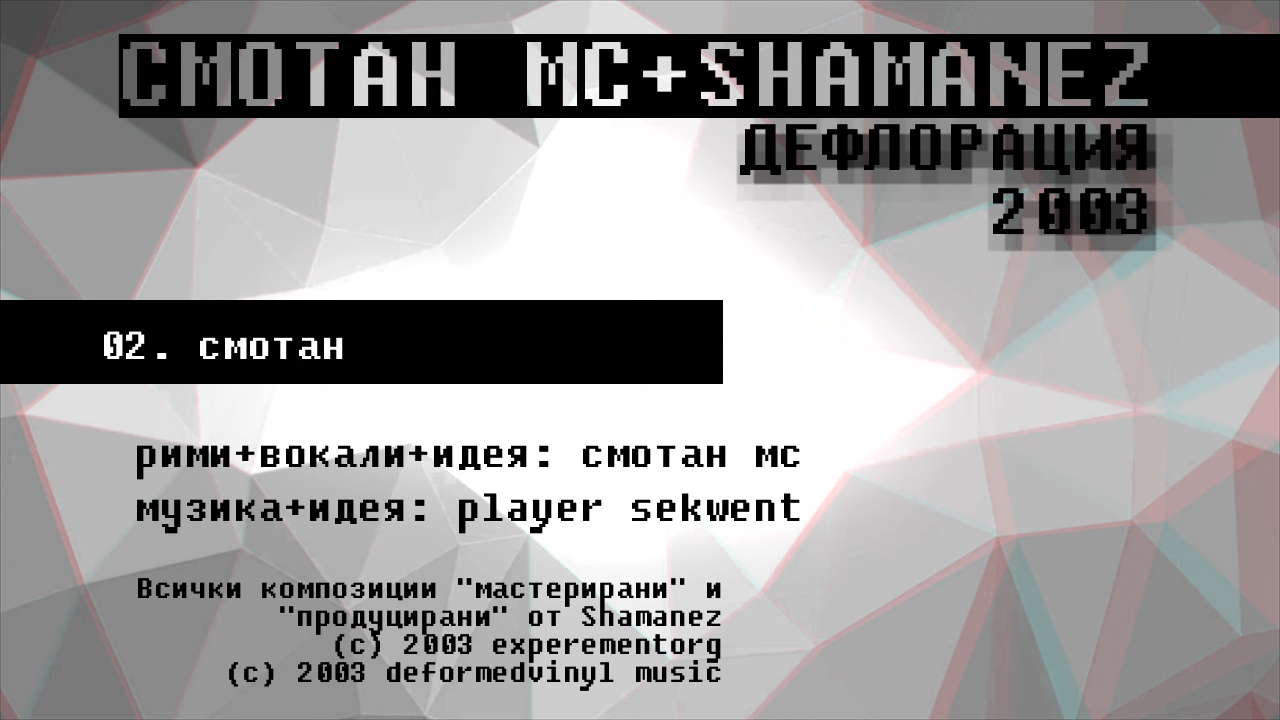 СМОТАН МС+SHAMANEZ
ДЕФЛОРАЦИЯ
2003
02. смотан
рими+вокали+идея: смотан мс
музика+идея: player sekwent
Всички композиции "мастерирани" и
"продуцирани" от Shamanez
(c) 2003 experementorg
(c) 2003 deformedvinyl music